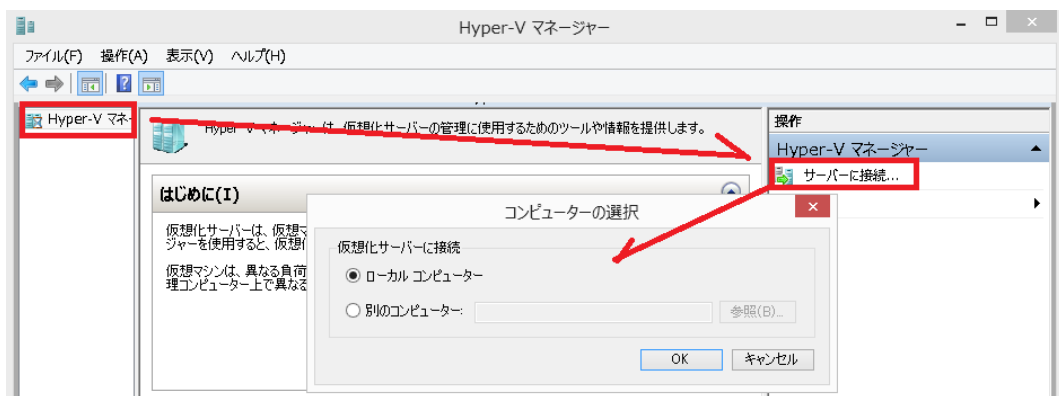 Hyper-V マネージャー
ファイル(F) 操作(A) 表示(V) ヘルプ(H)
Hyper-V マネ
Hyper-V マネージャーは、仮想化サーバーの管理に使用するためのツールや情報を提供します。
はじめに(I)
仮想化サーバーは、仮想マ
ジャーを使用すると、仮想化
仮想マシンは、異なる負荷
理コンピューター上で異なる
コンピューターの選択
仮想化サーバーに接続
ローカル コンピューター
別のコンピューター:
参照(B)...
OK キャンセル
操作
Hyper-V マネージャー
サーバーに接続...